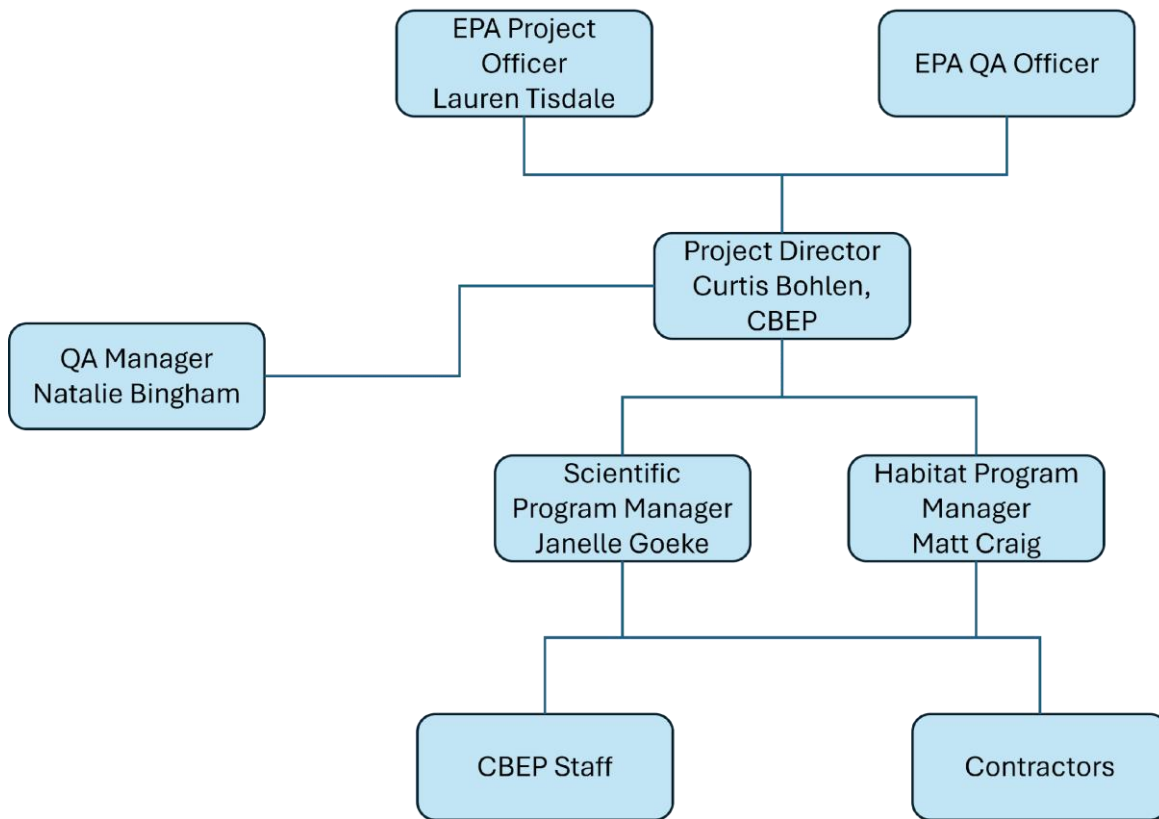 EPA Project
Officer
Lauren Tisdale
EPA QA Officer
Project Director
Curtis Bohlen,
CBEP
QA Manager
Natalie Bingham
Scientific
Program Manager
Janelle Goeke
Habitat Program
Manager
Matt Craig
CBEP Staff
Contractors